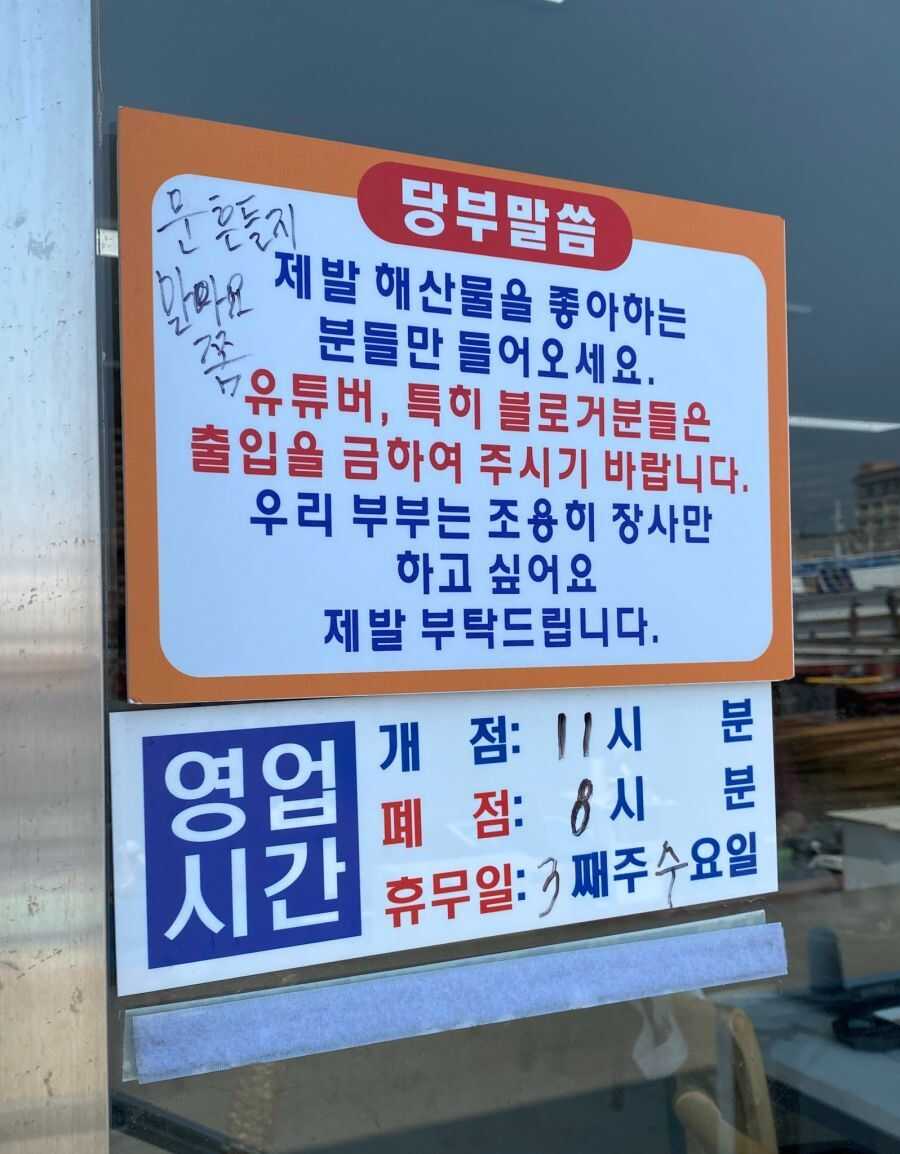 당부말씀
문 흔들지
말마요
쫌
제발 해산물을 좋아하는
분들만 들어오세요.
유튜버, 특히 블로거분들은
출입을 금하여 주시기 바랍니다.
우리 부부는 조용히 장사만
하고 싶어요
제발 부탁드립니다.
영업
시간
개 점: 11시 분
폐 점: 8시 분
휴무일: 3째주 수요일